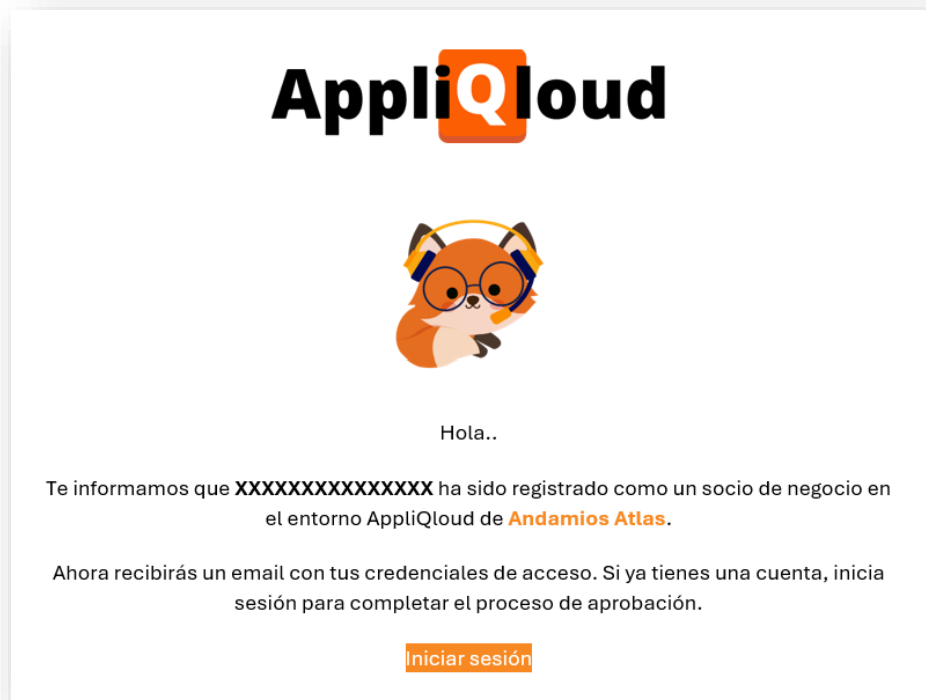 AppliQloud
Hola..
Te informamos que XXXXXXXXXXXXXXX ha sido registrado como un socio de negocio en
el entorno AppliQloud de Andamios Atlas.
Ahora recibirás un email con tus credenciales de acceso. Si ya tienes una cuenta, inicia
sesión para completar el proceso de aprobación.
Iniciar sesión